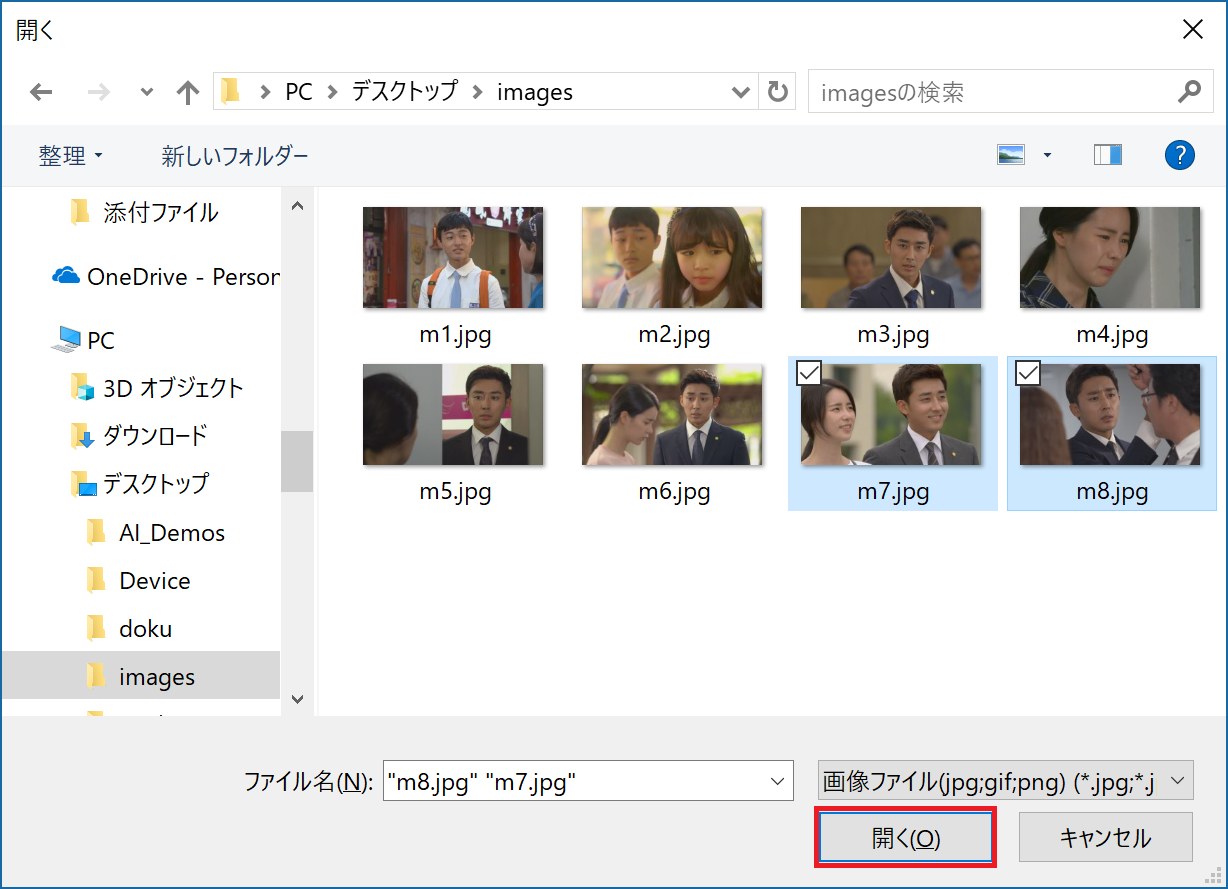 開く
PC
デスクトップ
images
imagesの検索
整理
新しいフォルダー
添付ファイル
OneDrive - Person
PC
3D オブジェクト
ダウンロード
デスクトップ
AI_Demos
Device
doku
images
m1.jpg
m2.jpg
m3.jpg
m4.jpg
m5.jpg
m6.jpg
m7.jpg
m8.jpg
ファイル名(N):
"m8.jpg" "m7.jpg"
画像ファイル(jpg;gif;png) (*.jpg;*.j
開く(O)
キャンセル